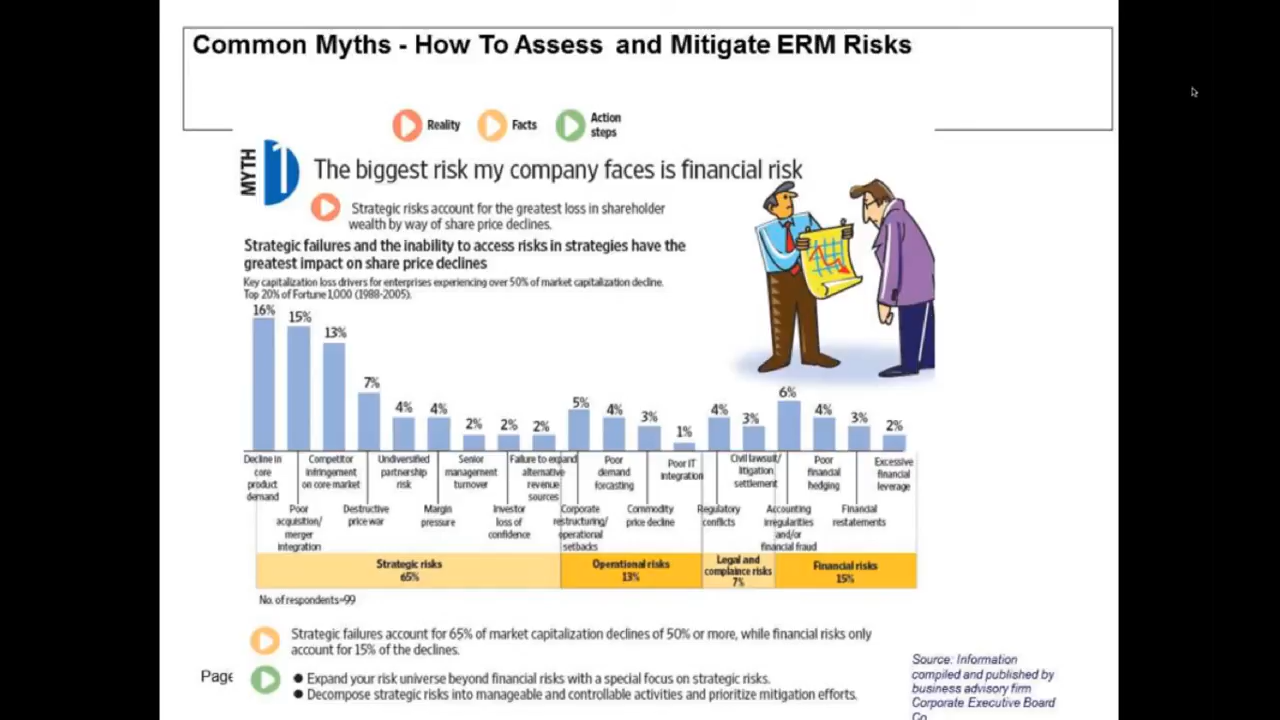 Common Myths - How To Assess and Mitigate ERM Risks
Reality
Facts
Action
steps
MYTH
1
The biggest risk my company faces is financial risk
Strategic risks account for the greatest loss in shareholder
wealth by way of share price declines.
Strategic failures and the inability to access risks in strategies have the
greatest impact on share price declines
Key capitalization loss drivers for enterprises experiencing over 50% of market capitalization decline.
Top 20% of Fortune 1,000 (1988-2005).
16%
15%
13%
7%
4%
4%
2%
2%
2%
5%
4%
3%
1%
4%
3%
6%
4%
3%
2%
Decline in
core
product
demand
Poor
acquisition/
merger
integration
Competitor
infringement
on core market
Destructive
price war
Undiversified
partnership
risk
Margin
pressure
Senior
management
turnover
Investor
loss of
confidence
Failure to expand
alternative
revenue
sources
Corporate
restructuring/
operational
setbacks
Poor
demand
forcasting
Commodity
price decline
Poor IT
integration
Regulatory
conflicts
Civil lawsuit/
litigation
settlement
Accounting
irregularities
and/or
financial fraud
Poor
financial
hedging
Financial
restatements
Excessive
financial
leverage
Strategic risks
65%
Operational risks
13%
Legal and
complaince risks
7%
Financial risks
15%
No. of respondents=99
Strategic failures account for 65% of market capitalization declines of 50% or more, while financial risks only
account for 15% of the declines.
Page
● Expand your risk universe beyond financial risks with a special focus on strategic risks.
● Decompose strategic risks into manageable and controllable activities and prioritize mitigation efforts.
Source: Information
compiled and published by
business advisory firm
Corporate Executive Board
Co